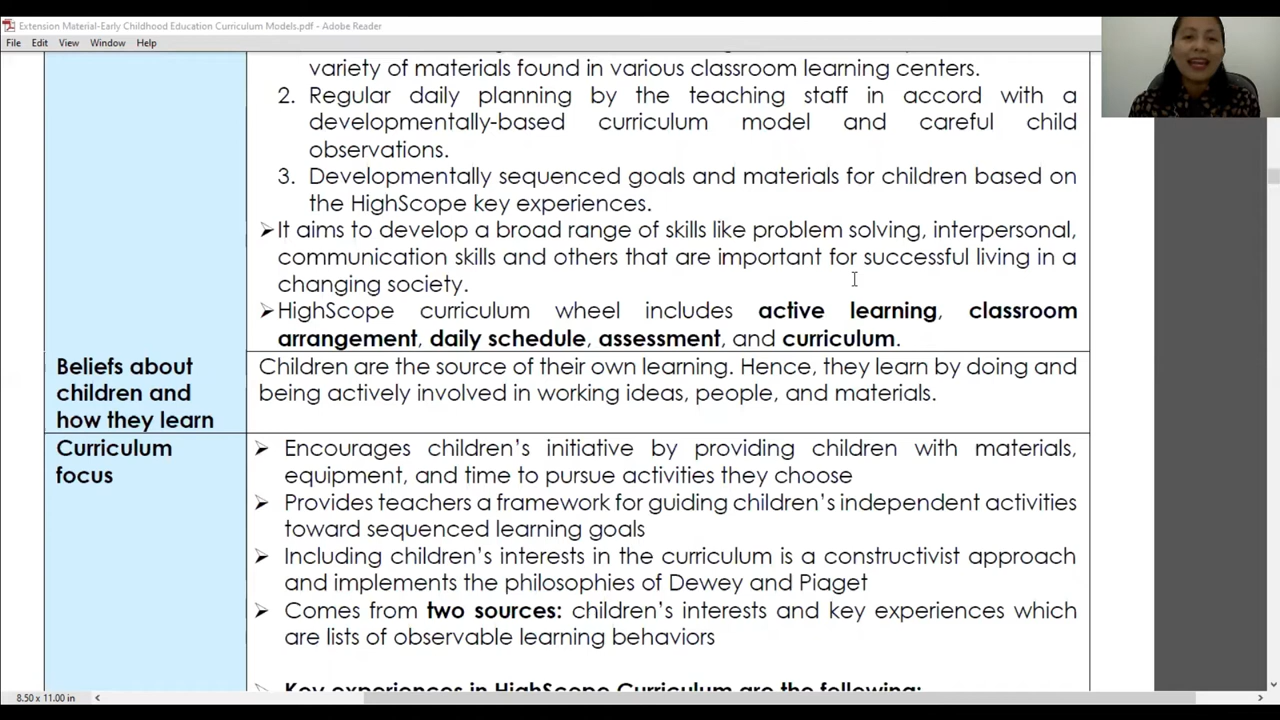 Extension Material-Early Childhood Education Curriculum Models.pdf - Adobe Reader
File Edit View Window Help
variety of materials found in various classroom learning centers.
2. Regular daily planning by the teaching staff in accord with a
developmentally-based curriculum model and careful child
observations.
3. Developmentally sequenced goals and materials for children based on
the HighScope key experiences.
➢It aims to develop a broad range of skills like problem solving, interpersonal,
communication skills and others that are important for successful living in a
changing society.
➢HighScope curriculum wheel includes active learning, classroom
arrangement, daily schedule, assessment, and curriculum.
Beliefs about
children and
how they learn
Children are the source of their own learning. Hence, they learn by doing and
being actively involved in working ideas, people, and materials.
Curriculum
focus
➢ Encourages children's initiative by providing children with materials,
equipment, and time to pursue activities they choose
➢ Provides teachers a framework for guiding children's independent activities
toward sequenced learning goals
➢ Including children's interests in the curriculum is a constructivist approach
and implements the philosophies of Dewey and Piaget
➢ Comes from two sources: children's interests and key experiences which
are lists of observable learning behaviors
➢ Key experiences in HighScope Curriculum are the following:
8.50 x 11.00 in